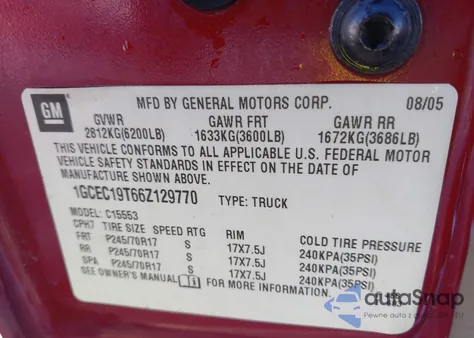 GM
MFD BY GENERAL MOTORS CORP. 08/05
GVWR GAWR FRT GAWR RR
2812KG(6200LB) 1633KG(3600LB) 1672KG(3686LB)
THIS VEHICLE CONFORMS TO ALL APPLICABLE U.S. FEDERAL MOTOR
VEHICLE SAFETY STANDARDS IN EFFECT ON THE DATE OF
MANUFACTURE SHOWN ABOVE.
1GCEC19T66Z129770 TYPE: TRUCK
MODEL: C15553
CPH7 TIRE SIZE SPEED RTG RIM COLD TIRE PRESSURE
FRT P245/70R17 S 17X7.5J 240KPA(35PSI)
RR P245/70R17 S 17X7.5J 240KPA(35PSI)
SPA P245/70R17 S 17X7.5J 240KPA(35PSI)
SEE OWNER'S MANUAL FOR MORE INFORMATION.
autoSnap
Pewne auta z